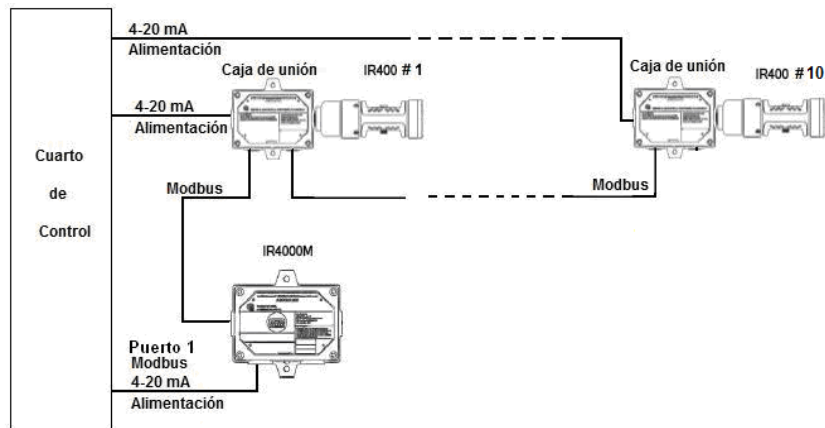 4-20 mA
Alimentación
Caja de unión
IR400 # 1
Caja de unión
IR400 # 10
4-20 mA
Alimentación
Cuarto
de
Control
Modbus
Modbus
IR4000M
Puerto 1
Modbus
4-20 mA
Alimentación